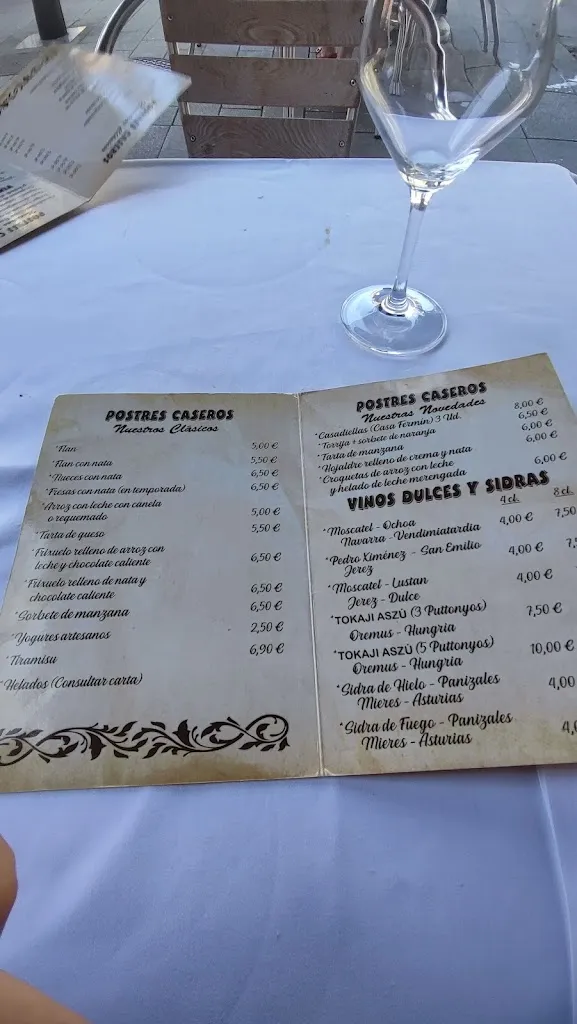 POSTRES CASEROS
Nuestros Clásicos
*Flan 5,00 €
*Flan con nata 5,50 €
*Nueces con nata 6,50 €
*Fresas con nata (en temporada) 6,50 €
*Arroz con leche con canela
o requemado 5,00 €
*Tarta de queso 5,50 €
*Frixuelo relleno de arroz con
leche y chocolate caliente 6,50 €
*Frixuelo relleno de nata y
chocolate caliente 6,50 €
*Sorbete de manzana 6,50 €
*Yogures artesanos 2,50 €
*Tiramisu 6,90 €
*Helados (Consultar carta)
POSTRES CASEROS
Nuestras Novedades
*Casadiellas (Casa Fermín) 3 Ud. 8,00 €
*Torrija + sorbete de naranja 6,50 €
*Tarta de manzana 6,00 €
*Hojaldre relleno de crema y nata 6,00 €
*Croquetas de arroz con leche
y helado de leche merengada 6,00 €
VINOS DULCES Y SIDRAS
4 cl. 8 cl.
*Moscatel - Ochoa 4,00 € 7,50
Navarra - Vendimiatardia
*Pedro Ximénez - San Emilio 4,00 €
Jerez
*Moscatel - Lustan 4,00 €
Jerez - Dulce
*TOKAJI ASZÚ (3 Puttonyos) 7,50 €
Oremus - Hungria
*TOKAJI ASZÚ (5 Puttonyos) 10,00 €
Oremus - Hungria
*Sidra de Hielo - Panizales 4,00
Mieres - Asturias
*Sidra de Fuego - Panizales
Mieres - Asturias